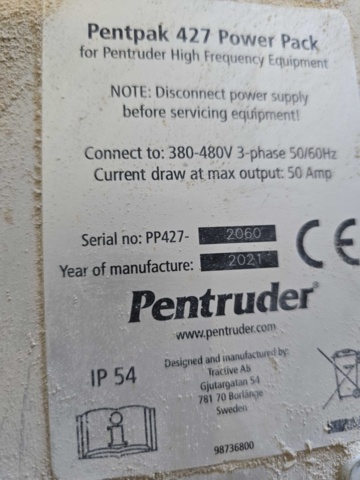 Pentpak 427 Power Pack
for Pentruder High Frequency Equipment
NOTE: Disconnect power supply
before servicing equipment!
Connect to: 380-480V 3-phase 50/60Hz
Current draw at max output: 50 Amp
Serial no: PP427- 2060
Year of manufacture: 2021
CE
Pentruder®
www.pentruder.com
IP 54
Designed and manufactured by:
Tractive Ab
Gjutargatan 54
781 70 Borlänge
Sweden
98736800